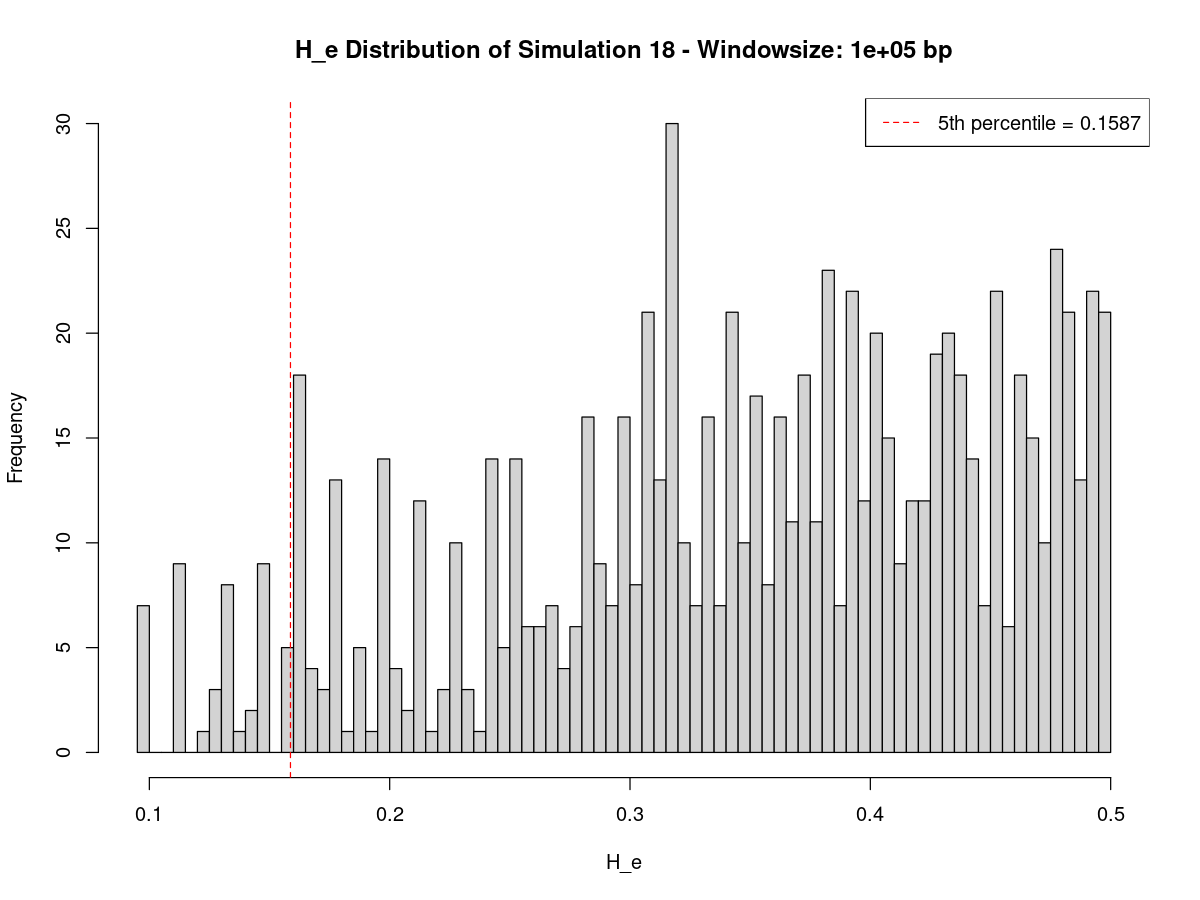 H_e Distribution of Simulation 18 - Windowsize: 1e+05 bp
5th percentile = 0.1587
Frequency
30
25
20
15
10
5
0
0.1 0.2 0.3 0.4 0.5
H_e